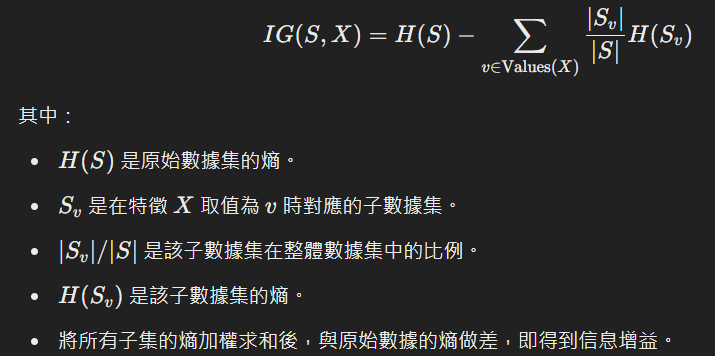 IG(S, X) = H(S) − ∑_{v∈Values(X)} |S_v|/|S| H(S_v)
其中：
• H(S) 是原始數據集的熵。
• S_v 是在特徵 X 取值為 v 時對應的子數據集。
• |S_v|/|S| 是該子數據集在整體數據集中的比例。
• H(S_v) 是該子數據集的熵。
• 將所有子集的熵加權求和後，與原始數據的熵做差，即得到信息增益。